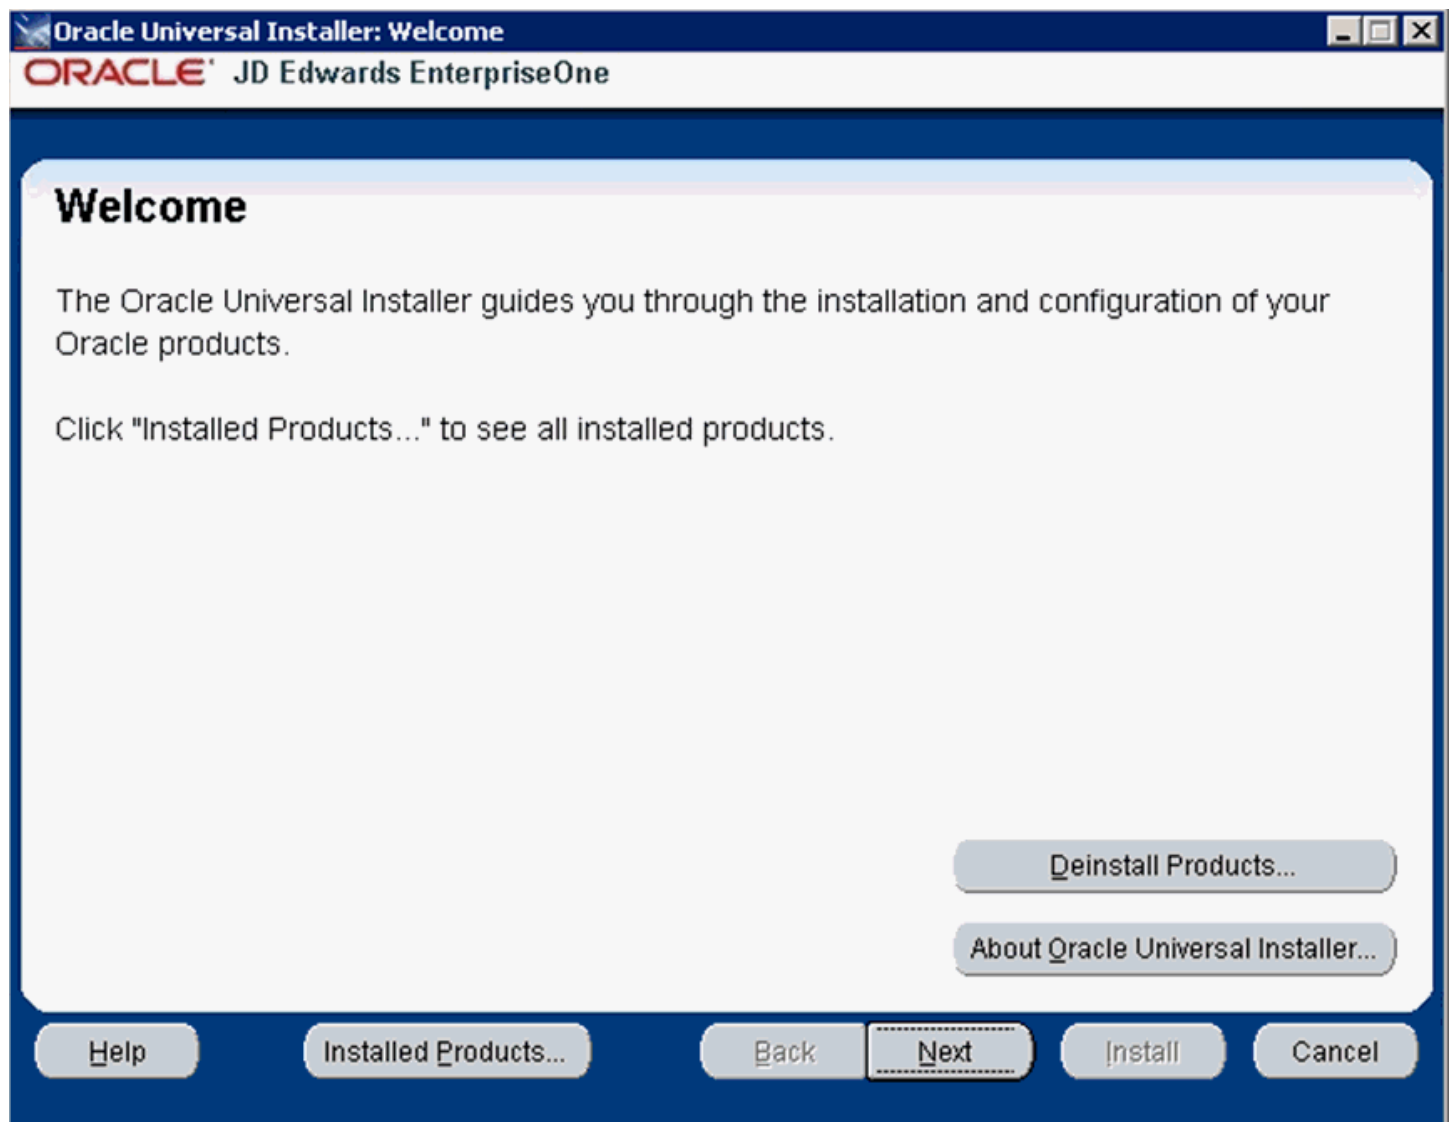 Oracle Universal Installer: Welcome
ORACLE JD Edwards EnterpriseOne
Welcome
The Oracle Universal Installer guides you through the installation and configuration of your
Oracle products.
Click "Installed Products..." to see all installed products.
Deinstall Products...
About Oracle Universal Installer...
Help Installed Products... Back Next Install Cancel